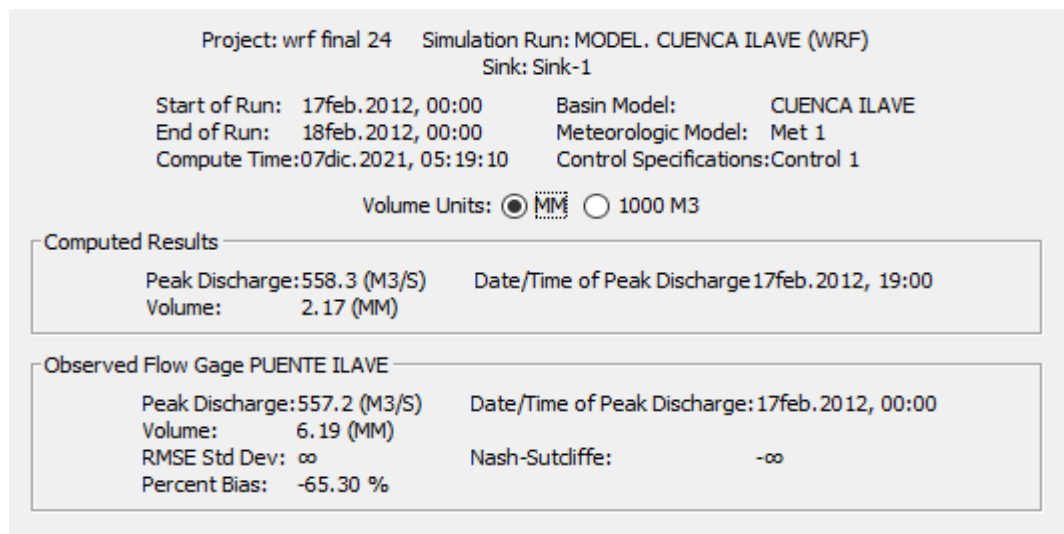 Project: wrf final 24 Simulation Run: MODEL. CUENCA ILAVE (WRF)
Sink: Sink-1
Start of Run: 17feb.2012, 00:00 Basin Model: CUENCA ILAVE
End of Run: 18feb.2012, 00:00 Meteorologic Model: Met 1
Compute Time:07dic.2021, 05:19:10 Control Specifications:Control 1
Volume Units: MM 1000 M3
Computed Results
Peak Discharge:558.3 (M3/S) Date/Time of Peak Discharge17feb.2012, 19:00
Volume: 2.17 (MM)
Observed Flow Gage PUENTE ILAVE
Peak Discharge:557.2 (M3/S) Date/Time of Peak Discharge:17feb.2012, 00:00
Volume: 6.19 (MM)
RMSE Std Dev: ∞ Nash-Sutcliffe: -∞
Percent Bias: -65.30 %